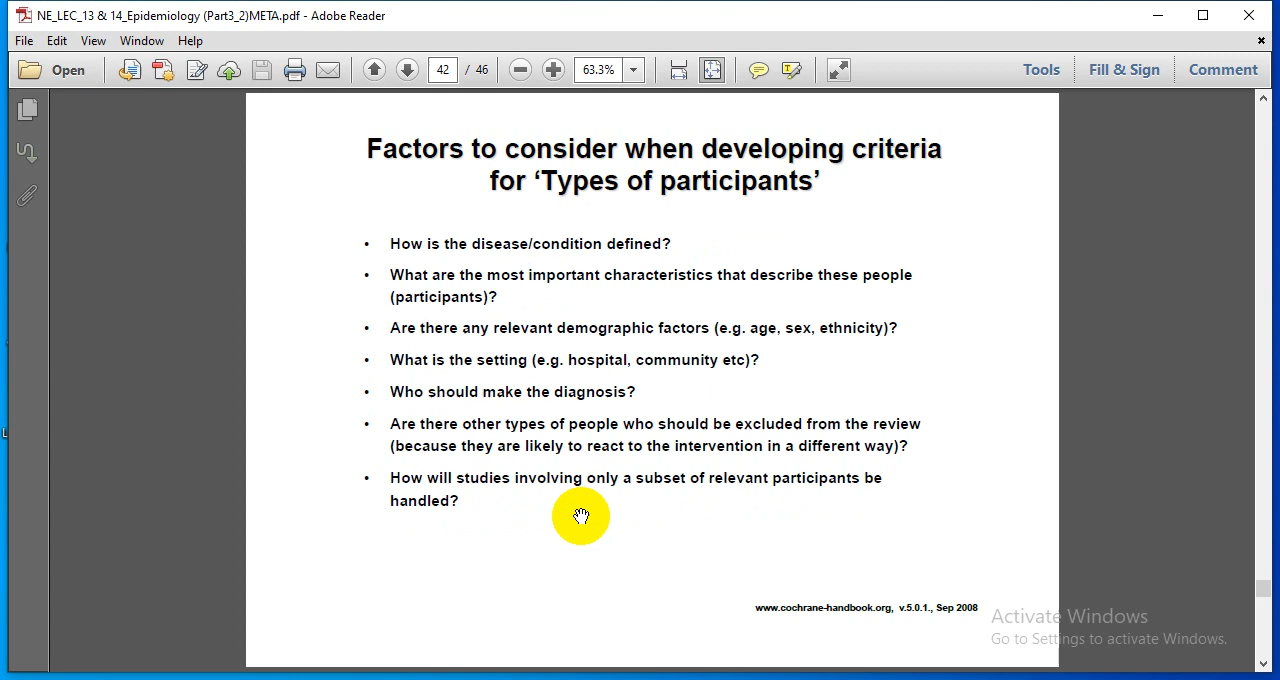 NE_LEC_13 & 14_Epidemiology (Part3_2)META.pdf - Adobe Reader
File Edit View Window Help
Open 42 / 46 63.3% Tools Fill & Sign Comment
Factors to consider when developing criteria
for ‘Types of participants’
• How is the disease/condition defined?
• What are the most important characteristics that describe these people
(participants)?
• Are there any relevant demographic factors (e.g. age, sex, ethnicity)?
• What is the setting (e.g. hospital, community etc)?
• Who should make the diagnosis?
• Are there other types of people who should be excluded from the review
(because they are likely to react to the intervention in a different way)?
• How will studies involving only a subset of relevant participants be
handled?
www.cochrane-handbook.org, v.5.0.1., Sep 2008
Activate Windows
Go to Settings to activate Windows.